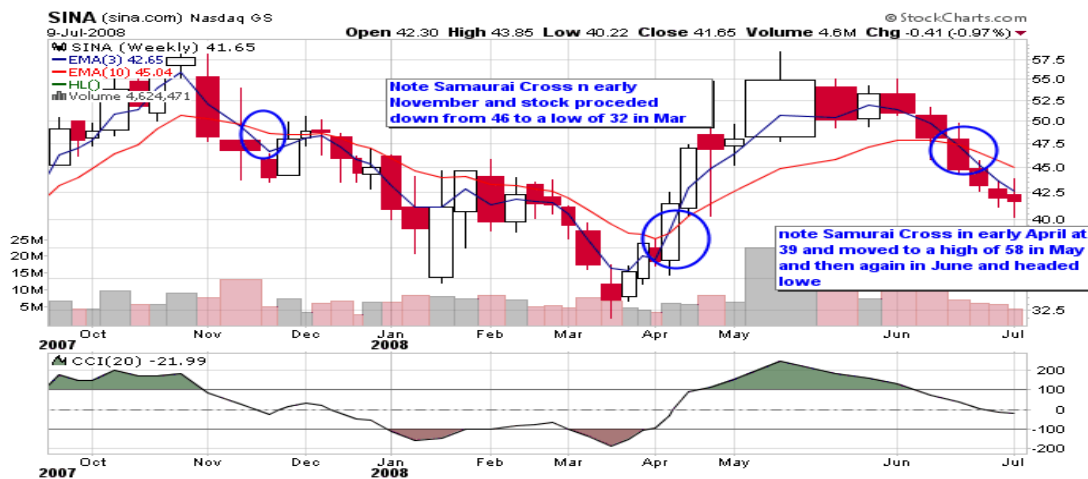 SINA (sina.com) Nasdaq GS © StockCharts.com
9-Jul-2008 Open 42.30 High 43.85 Low 40.22 Close 41.65 Volume 4.6M Chg -0.41 (-0.97%)
SINA (Weekly) 41.65
EMA(3) 42.65
EMA(10) 45.04
HL()
Volume 4,624,471
Note Samaurai Cross n early
November and stock proceded
down from 46 to a low of 32 in Mar
57.5
55.0
52.5
50.0
47.5
45.0
42.5
40.0
note Samurai Cross in early April at
39 and moved to a high of 58 in May
and then again in June and headed
lowe
32.5
25M
20M
15M
10M
5M
Oct Nov Dec Jan Feb Mar Apr May Jun Jul
2007 2008
CCI(20) -21.99
200
100
0
-100
-200
Oct Nov Dec Jan Feb Mar Apr May Jun Jul
2007 2008